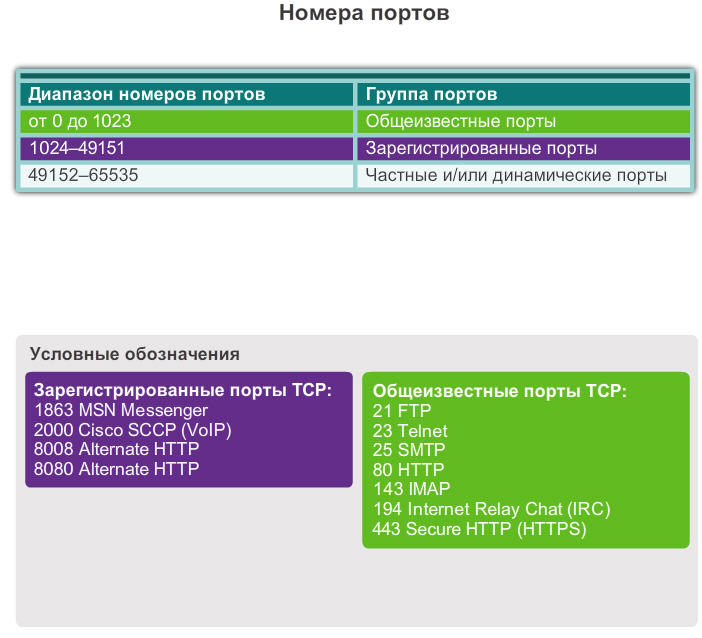 Номера портов
Диапазон номеров портов Группа портов
от 0 до 1023 Общеизвестные порты
1024–49151 Зарегистрированные порты
49152–65535 Частные и/или динамические порты
Условные обозначения
Зарегистрированные порты TCP:
1863 MSN Messenger
2000 Cisco SCCP (VoIP)
8008 Alternate HTTP
8080 Alternate HTTP
Общеизвестные порты TCP:
21 FTP
23 Telnet
25 SMTP
80 HTTP
143 IMAP
194 Internet Relay Chat (IRC)
443 Secure HTTP (HTTPS)